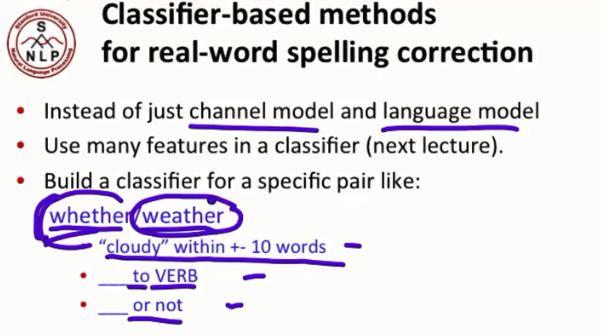 Stanford University
S
NLP
Natural Language Processing
Classifier-based methods
for real-word spelling correction
• Instead of just channel model and language model
• Use many features in a classifier (next lecture).
• Build a classifier for a specific pair like:
whether/weather
“cloudy” within +- 10 words
• ___ to VERB
• ___ or not